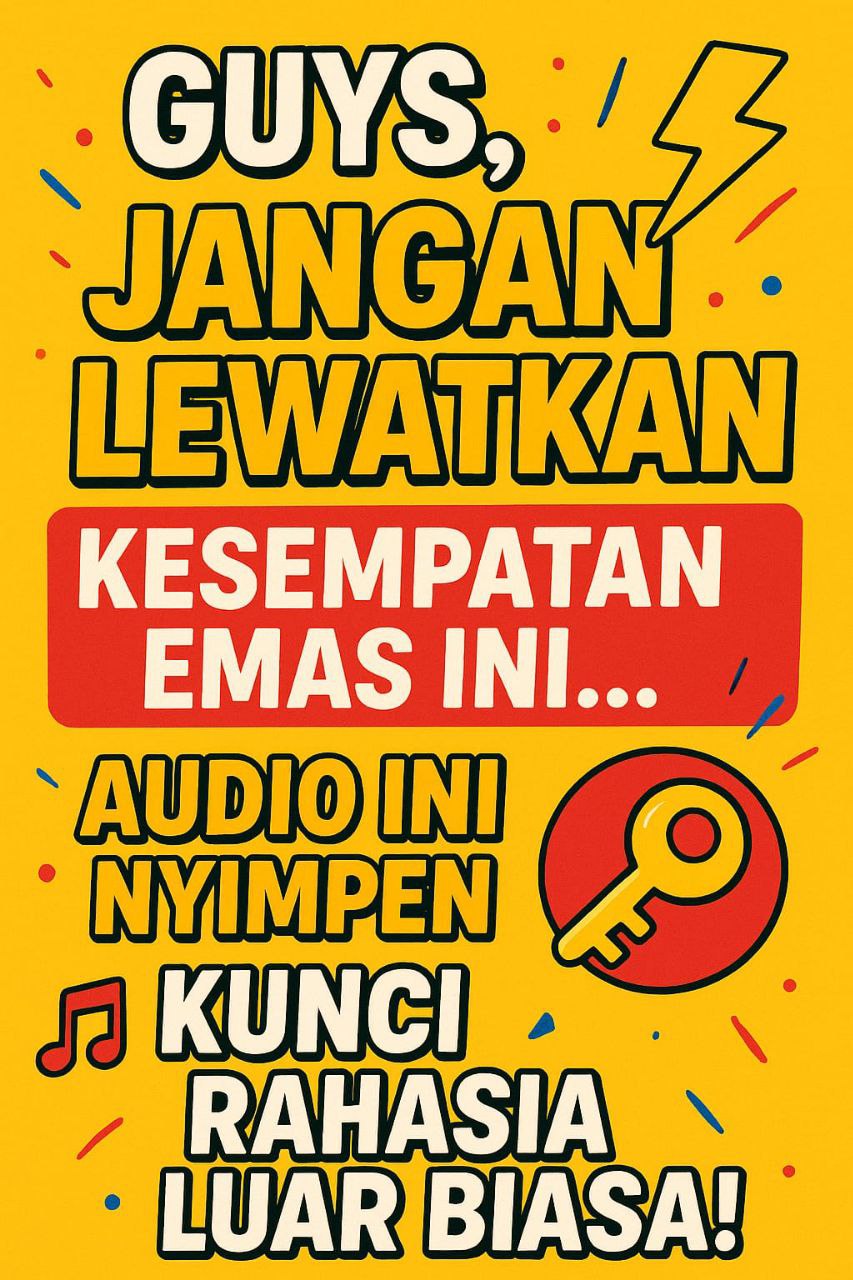 GUYS,
JANGAN
LEWATKAN
KESEMPATAN
EMAS INI...
AUDIO INI
NYIMPEN
KUNCI
RAHASIA
LUAR BIASA!